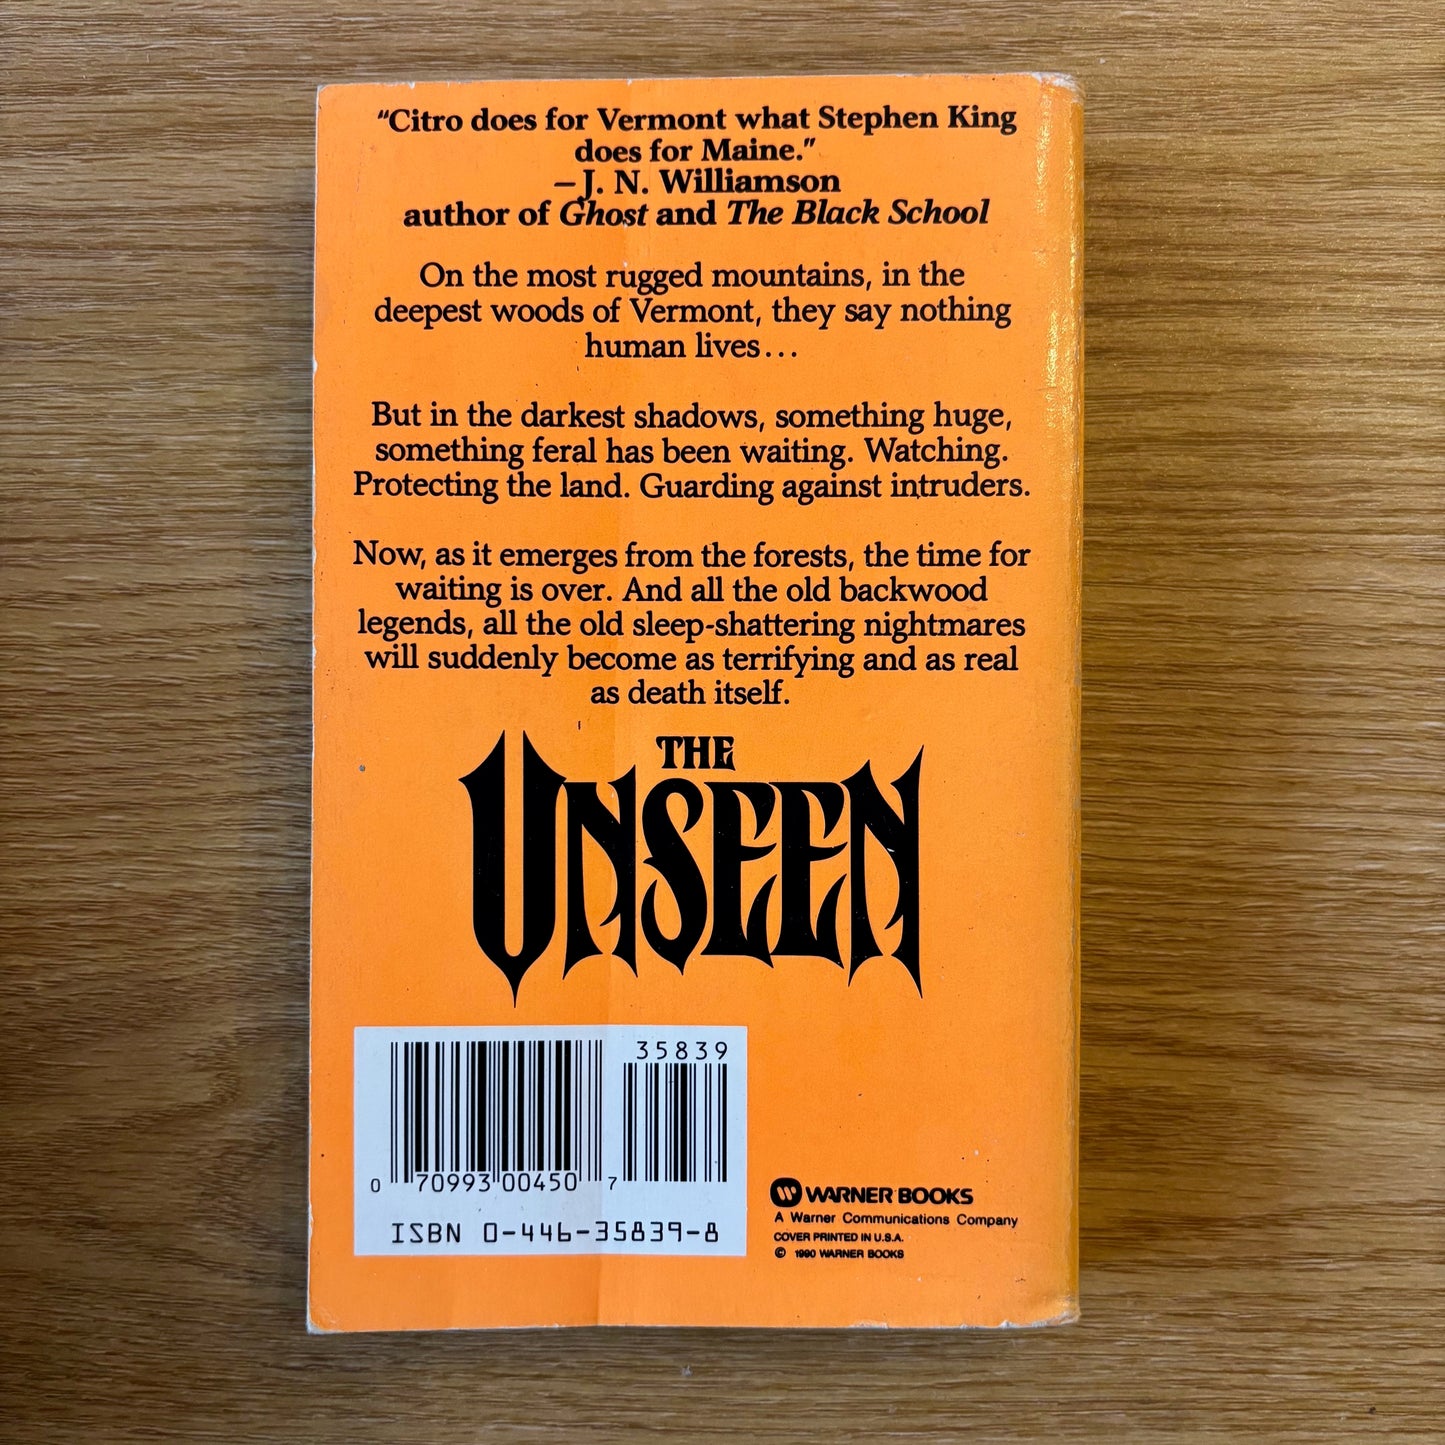 "Citro does for Vermont what Stephen King
does for Maine."
—J. N. Williamson
author of Ghost and The Black School
On the most rugged mountains, in the
deepest woods of Vermont, they say nothing
human lives...
But in the darkest shadows, something huge,
something feral has been waiting. Watching.
Protecting the land. Guarding against intruders.
Now, as it emerges from the forests, the time for
waiting is over. And all the old backwood
legends, all the old sleep-shattering nightmares
will suddenly become as terrifying and as real
as death itself.
THE
UNSEEN
35839
0 70993 00450 7
ISBN 0-446-35839-8
W WARNER BOOKS
A Warner Communications Company
COVER PRINTED IN U.S.A.
© 1990 WARNER BOOKS